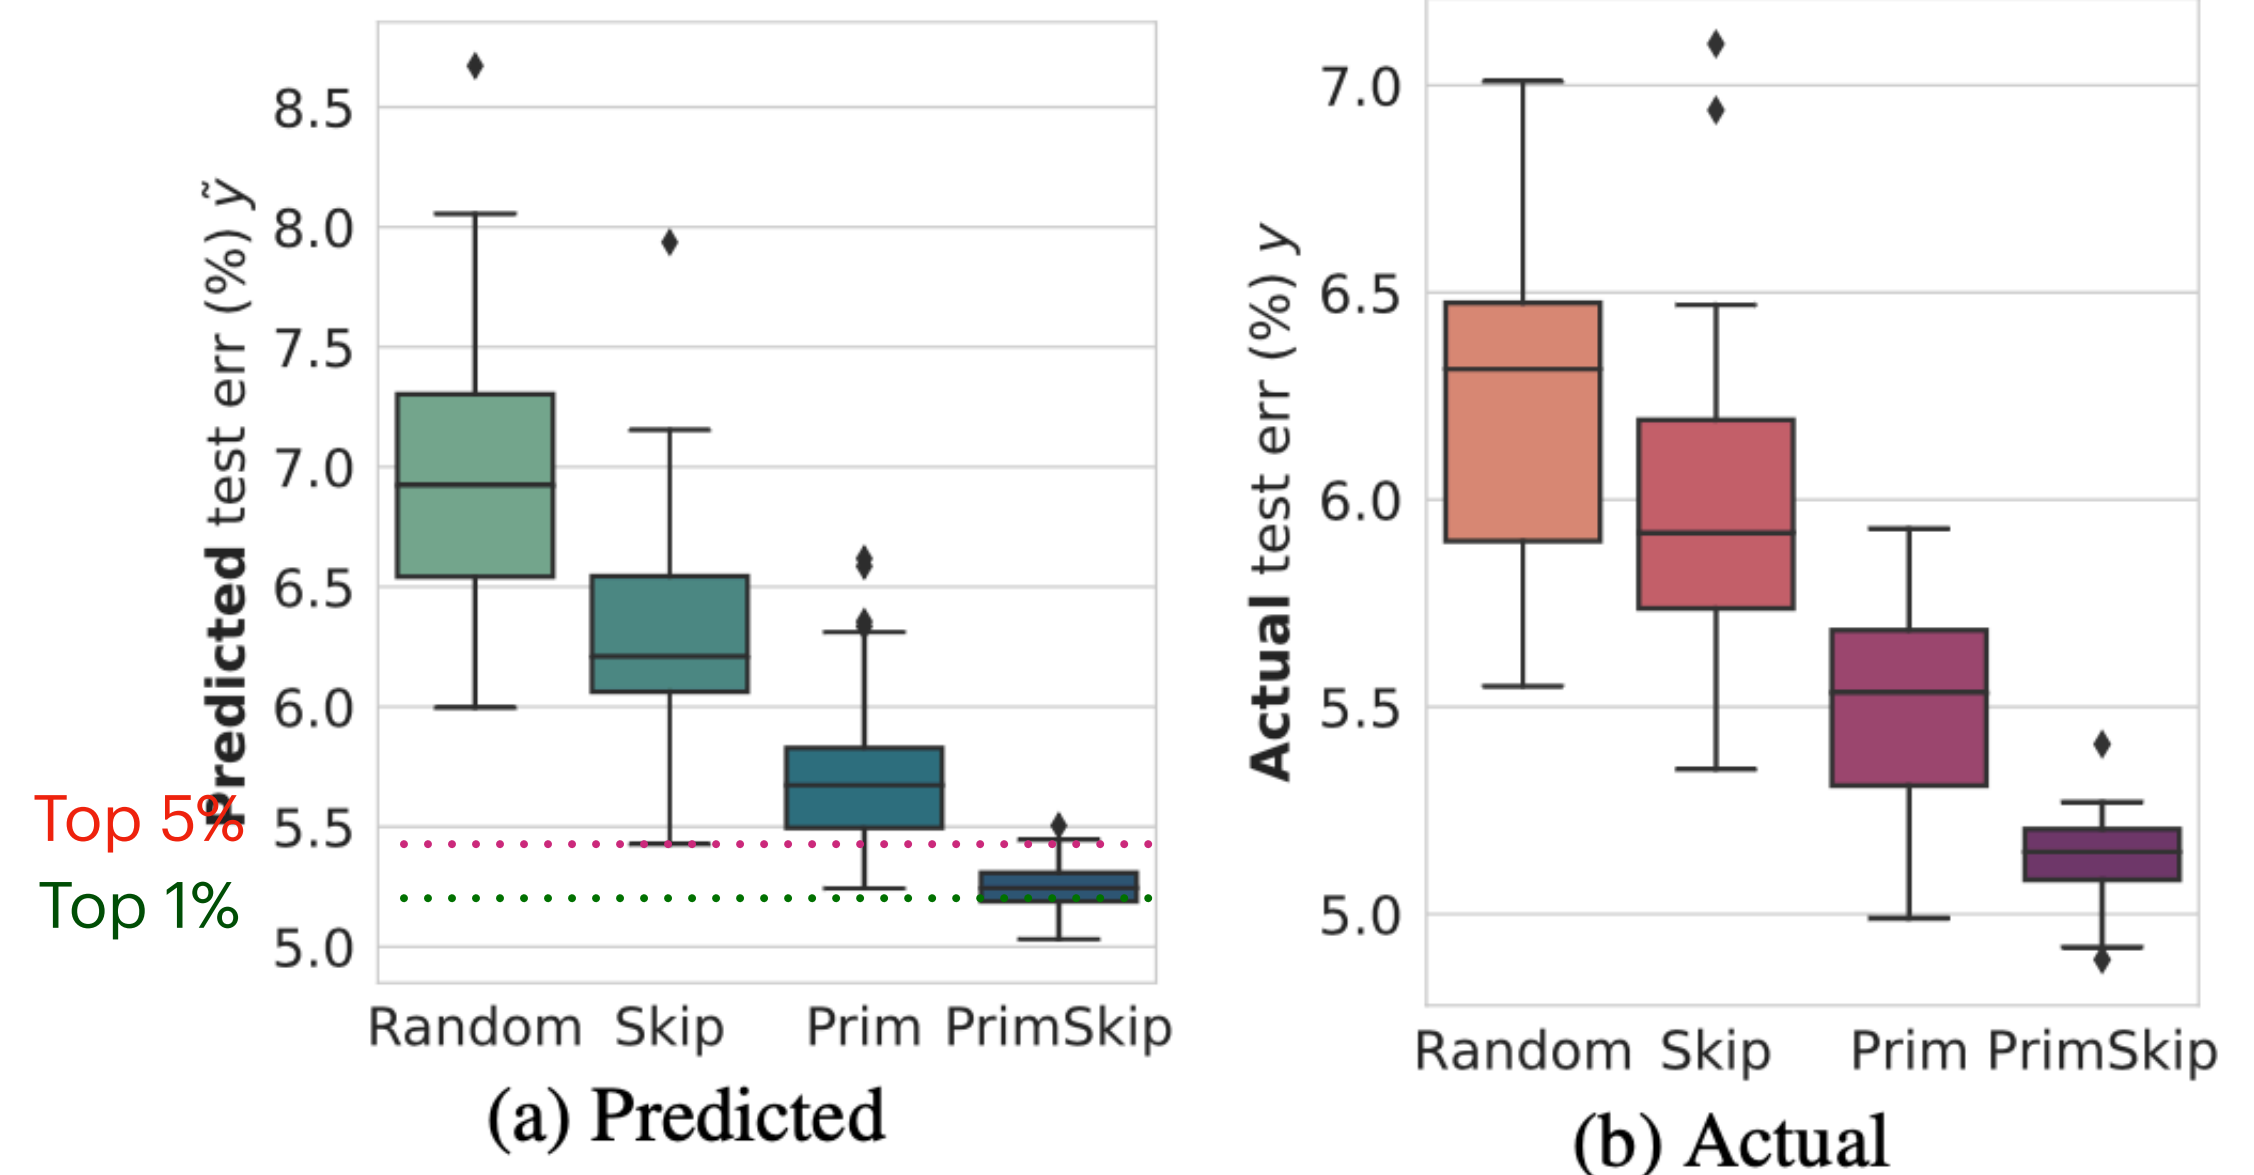 Predicted test err (%) ỹ
8.5
8.0
7.5
7.0
6.5
6.0
5.5
5.0
Top 5%
Top 1%
Random Skip Prim PrimSkip
(a) Predicted
Actual test err (%) y
7.0
6.5
6.0
5.5
5.0
Random Skip Prim PrimSkip
(b) Actual